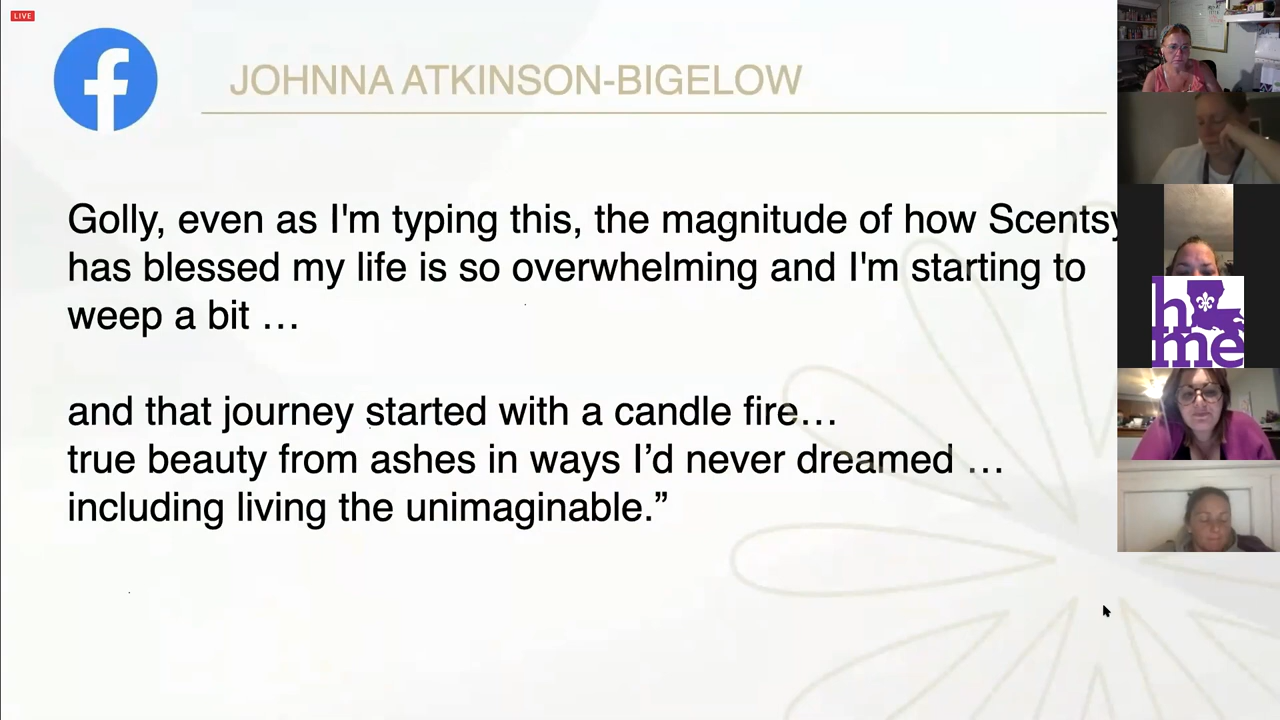 LIVE
f
JOHNNA ATKINSON-BIGELOW
Golly, even as I'm typing this, the magnitude of how Scentsy
has blessed my life is so overwhelming and I'm starting to
weep a bit …
and that journey started with a candle fire…
true beauty from ashes in ways I’d never dreamed …
including living the unimaginable.”
h me